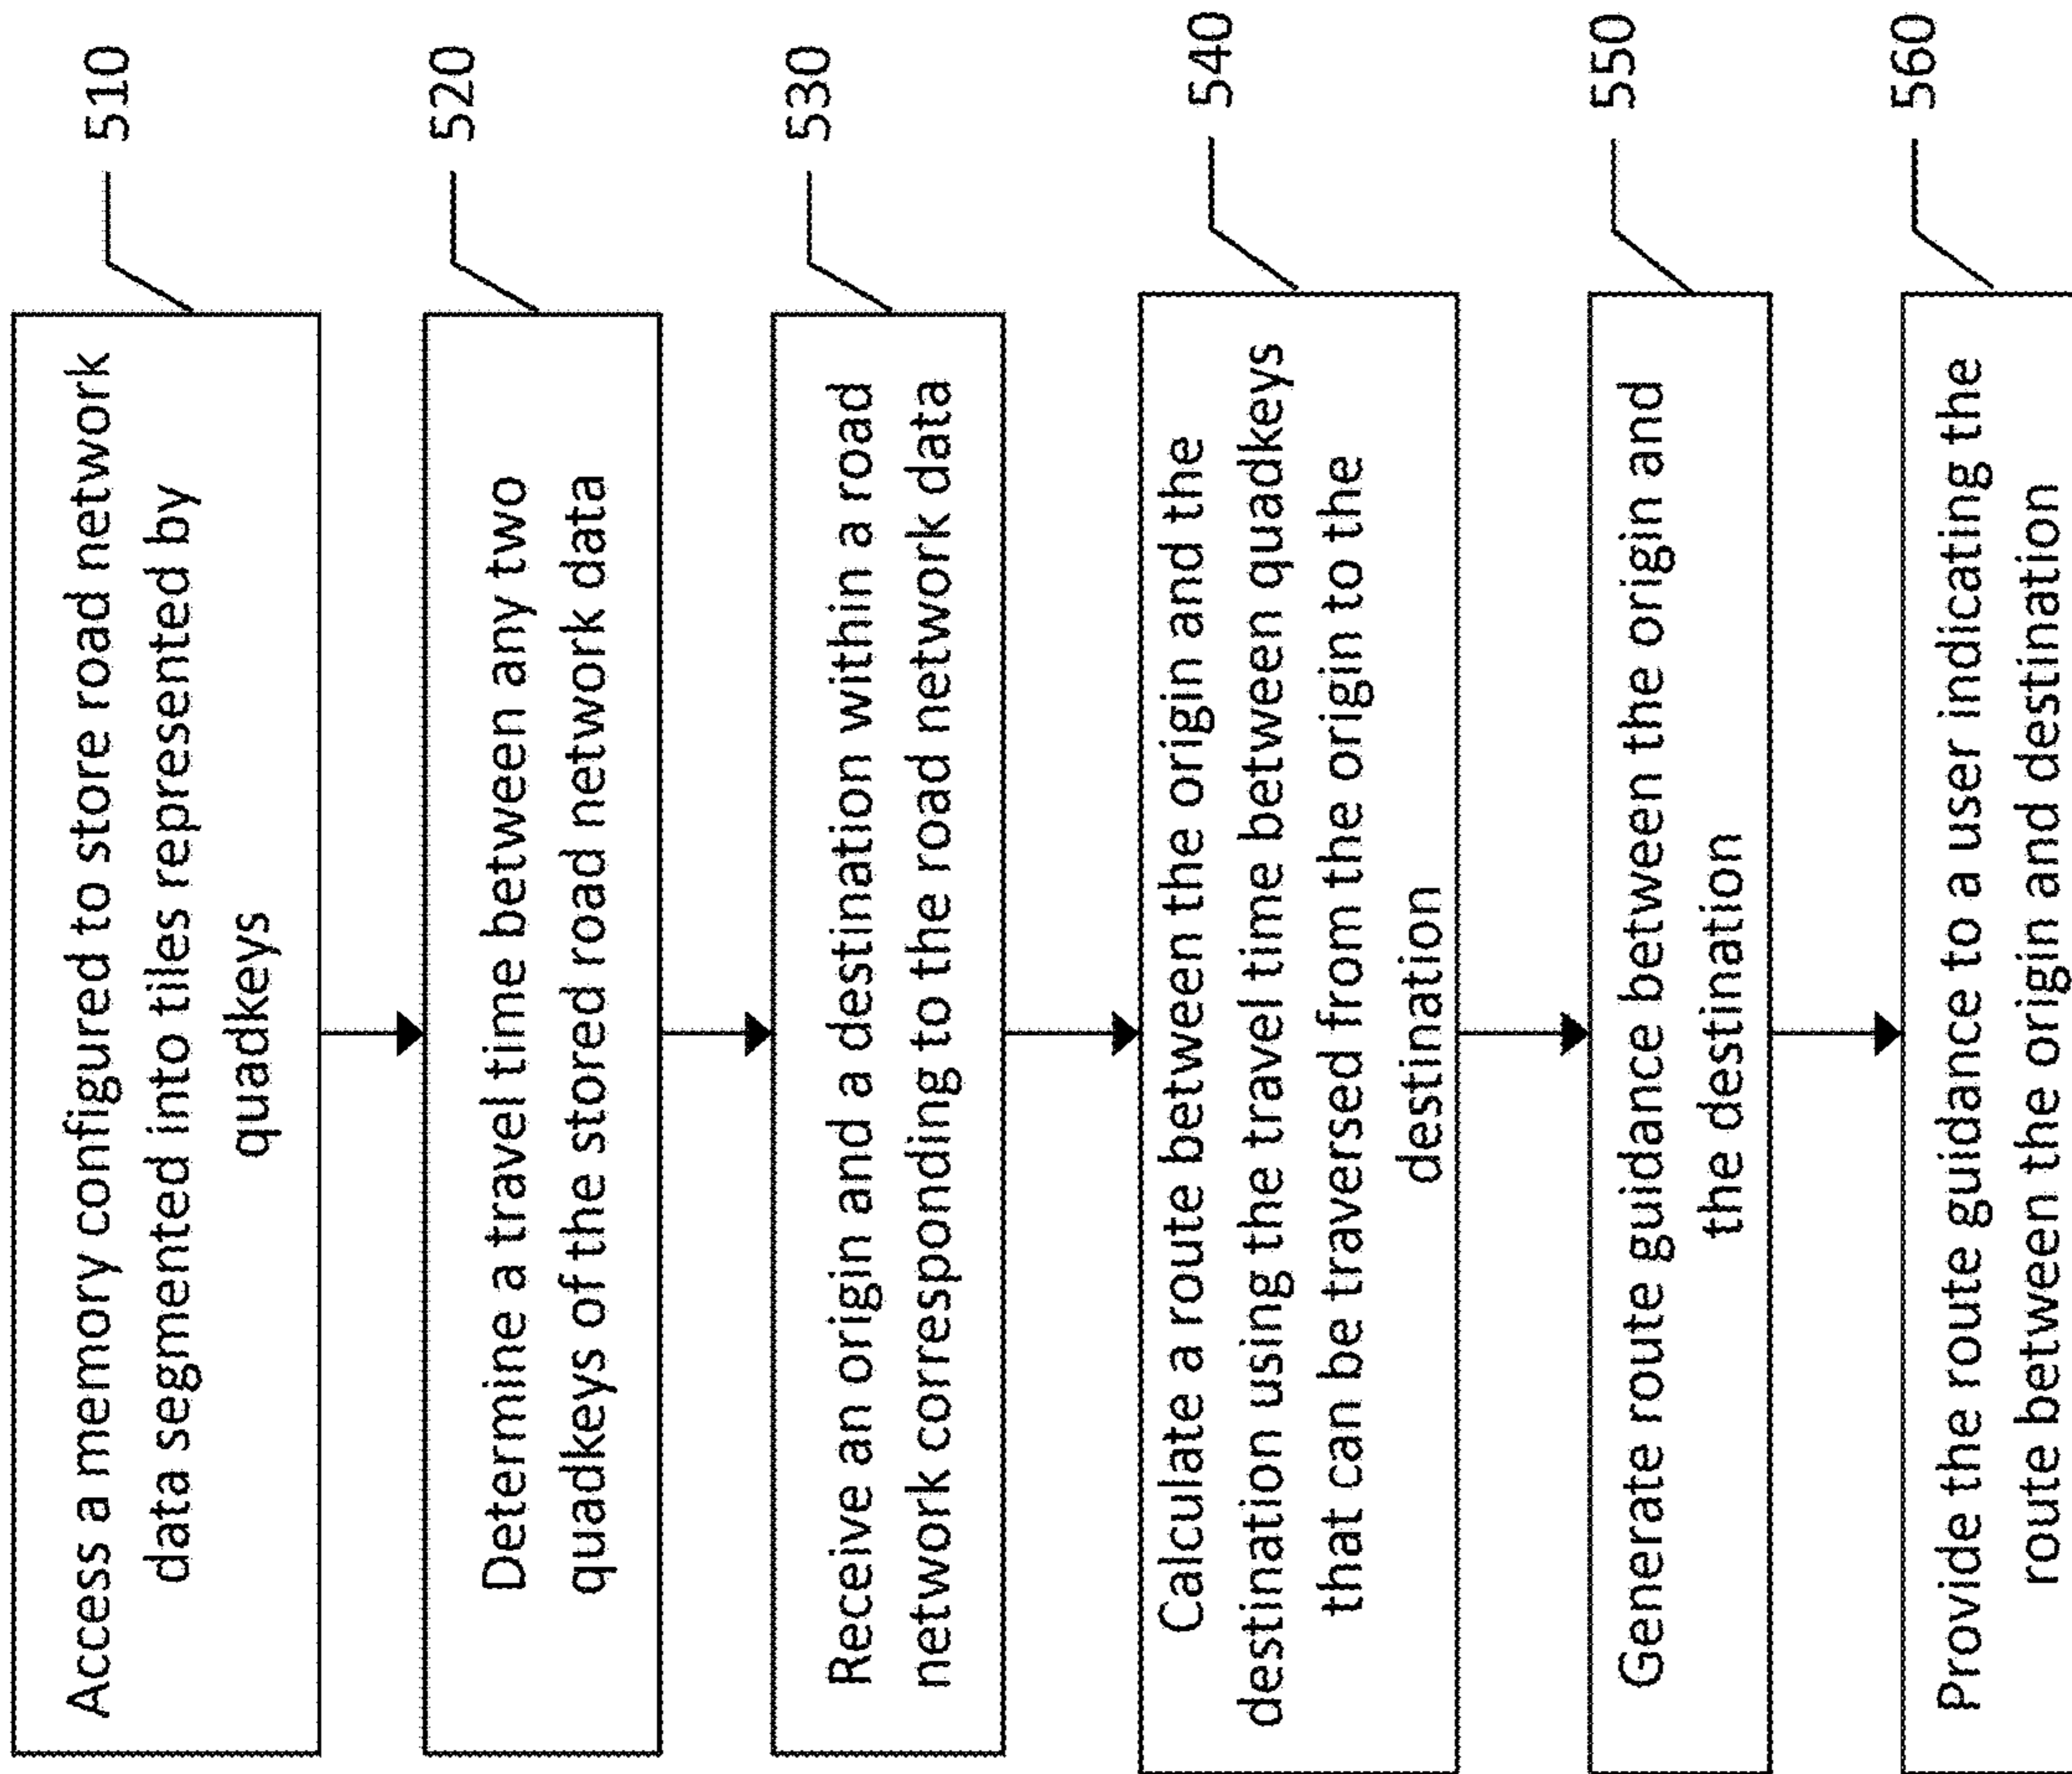 Access a memory configured to store road network
data segmented into tiles represented by
quadkeys
510
Determine a travel time between any two
quadkeys of the stored road network data
520
Receive an origin and a destination within a road
network corresponding to the road network data
530
Calculate a route between the origin and the
destination using the travel time between quadkeys
that can be traversed from the origin to the
destination
540
Generate route guidance between the origin and
the destination
550
Provide the route guidance to a user indicating the
route between the origin and destination
560